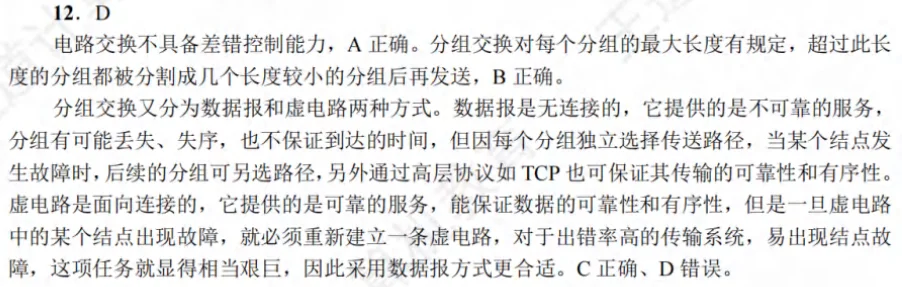 12. D
电路交换不具备差错控制能力，A 正确。分组交换对每个分组的最大长度有规定，超过此长
度的分组都被分割成几个长度较小的分组后再发送，B 正确。
分组交换又分为数据报和虚电路两种方式。数据报是无连接的，它提供的是不可靠的服务，
分组有可能丢失、失序，也不保证到达的时间，但因每个分组独立选择传送路径，当某个结点发
生故障时，后续的分组可另选路径，另外通过高层协议如 TCP 也可保证其传输的可靠性和有序性。
虚电路是面向连接的，它提供的是可靠的服务，能保证数据的可靠性和有序性，但是一旦虚电路
中的某个结点出现故障，就必须重新建立一条虚电路，对于出错率高的传输系统，易出现结点故
障，这项任务就显得相当艰巨，因此采用数据报方式更合适。C 正确、D 错误。